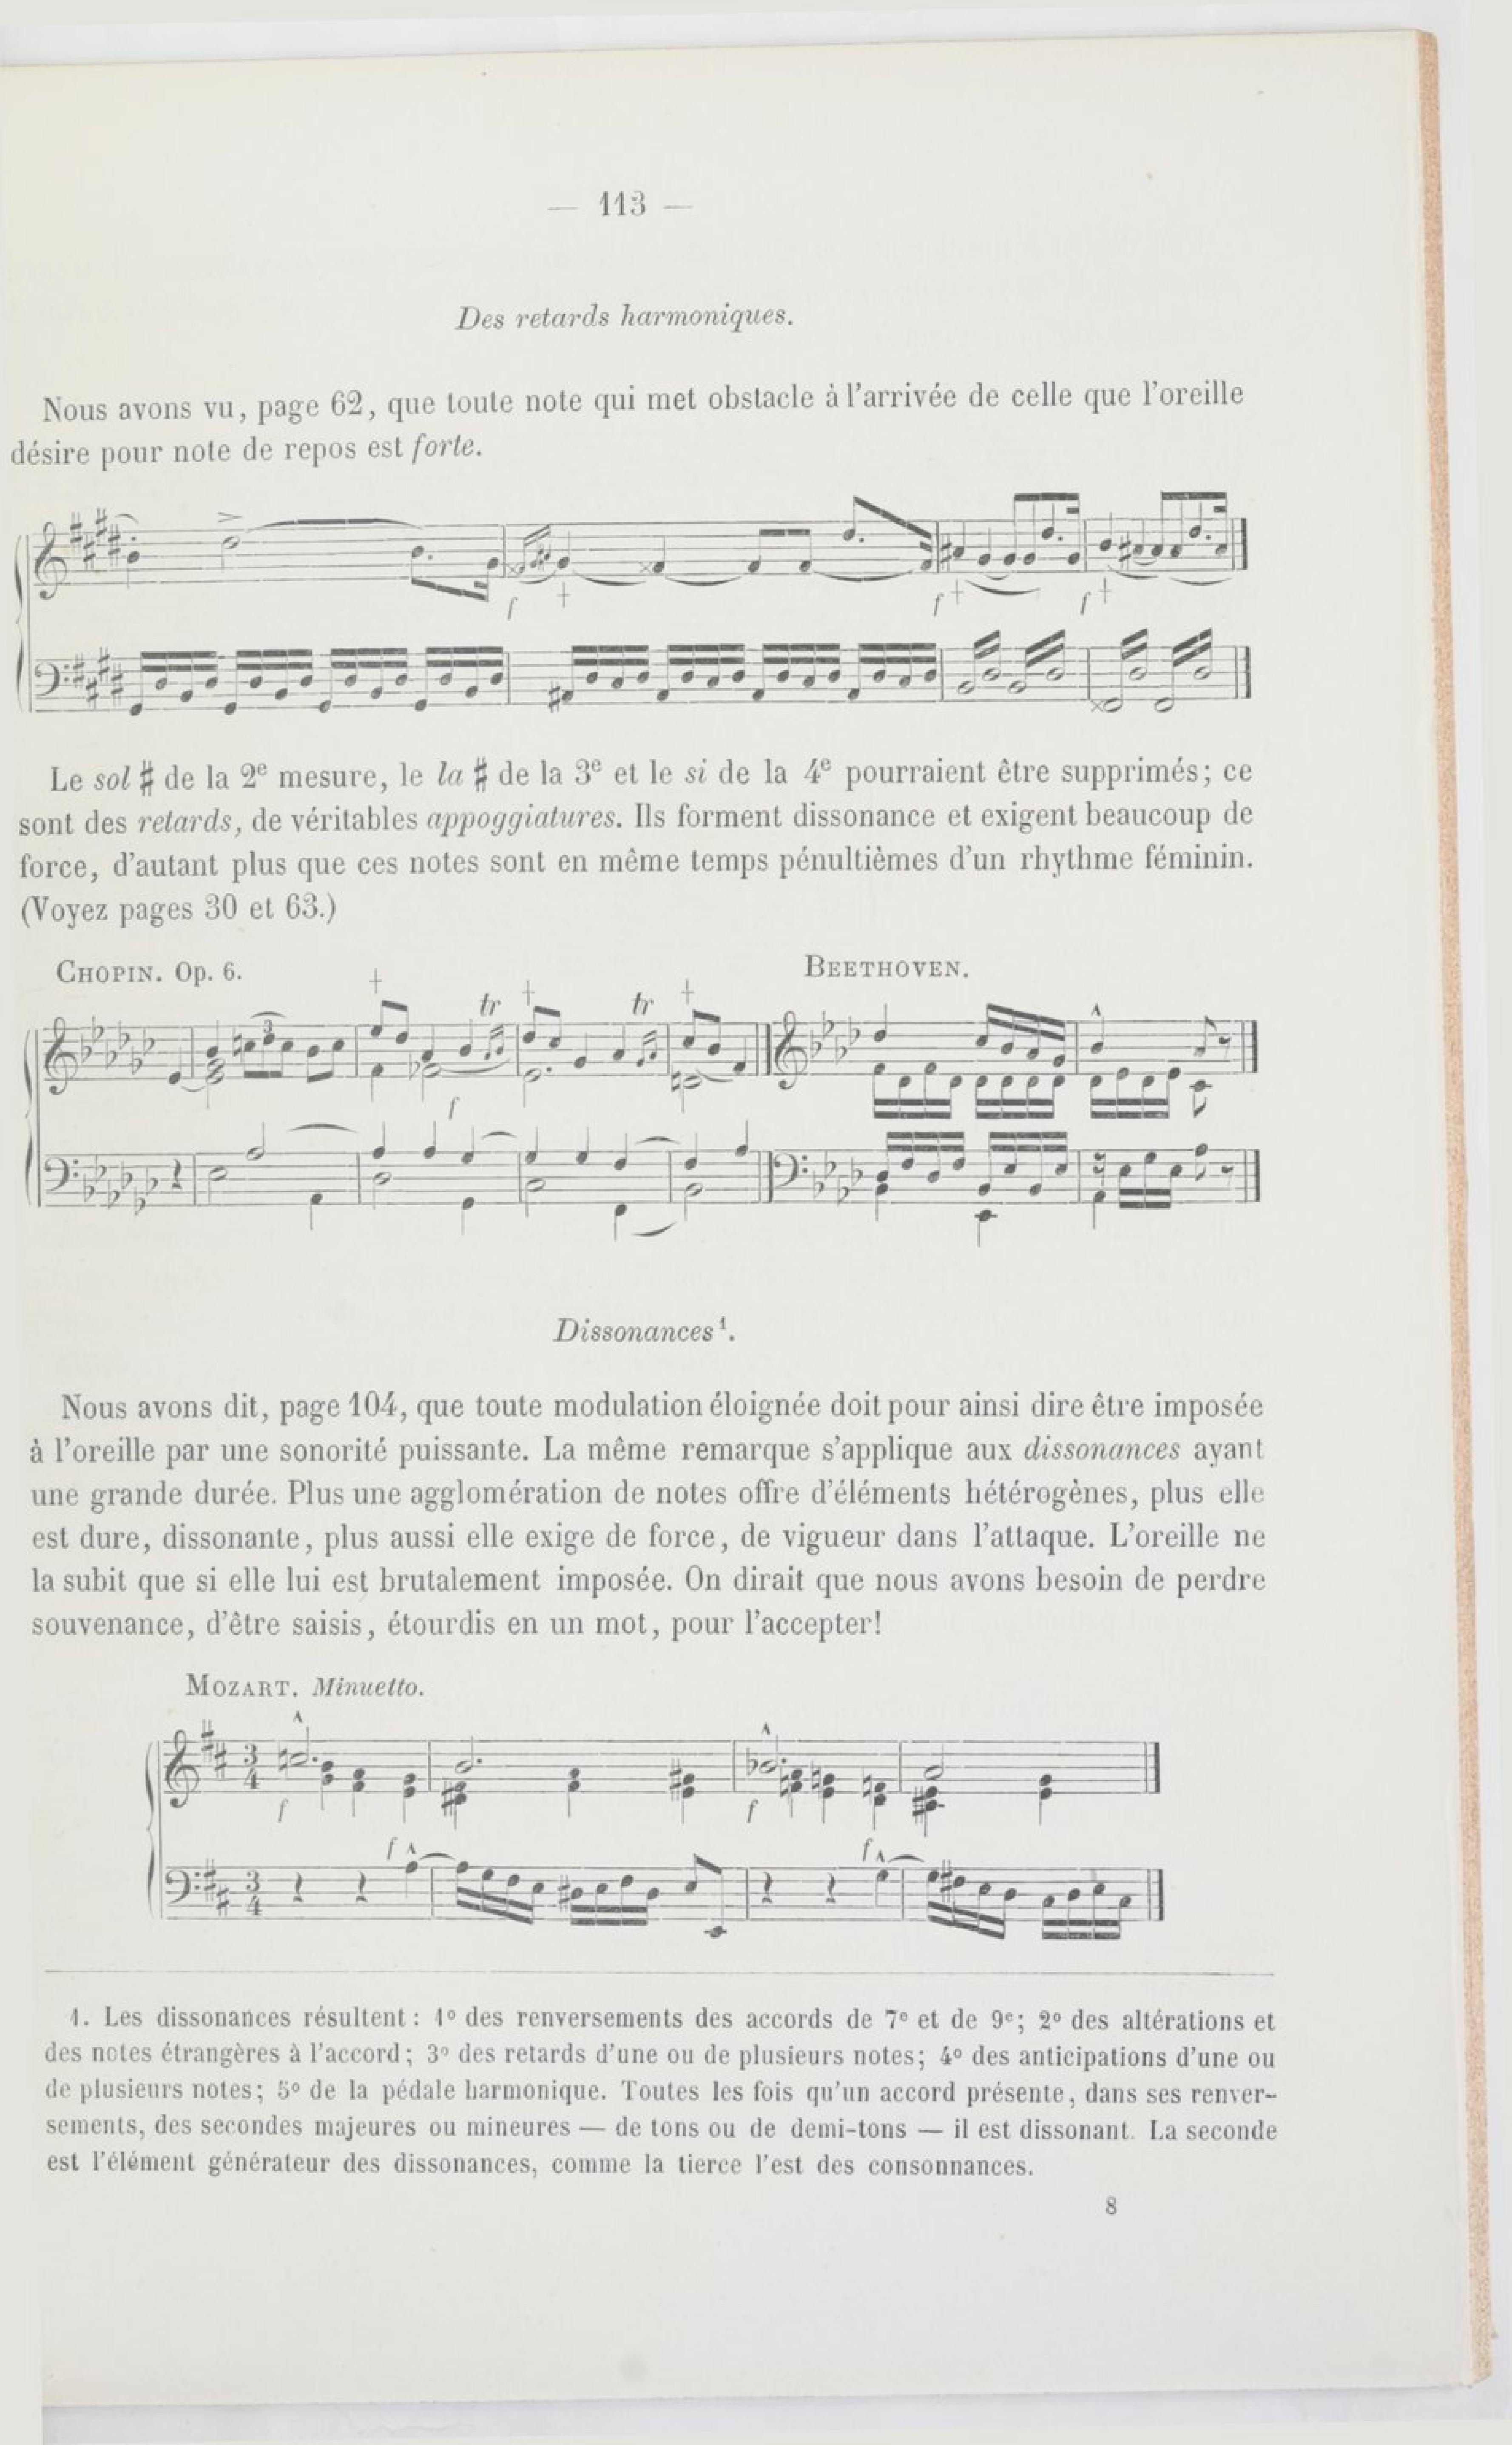 — 113 —
Des retards harmoniques.
Nous avons vu, page 62, que toute note qui met obstacle à l'arrivée de celle que l'oreille
désire pour note de repos est forte.
f † f † f †
Le sol ♯ de la 2e mesure, le la ♯ de la 3e et le si de la 4e pourraient être supprimés; ce
sont des retards, de véritables appoggiatures. Ils forment dissonance et exigent beaucoup de
force, d'autant plus que ces notes sont en même temps pénultièmes d'un rhythme féminin.
(Voyez pages 30 et 63.)
CHOPIN. Op. 6. BEETHOVEN.
† tr † tr †
3
f
Dissonances 1.
Nous avons dit, page 104, que toute modulation éloignée doit pour ainsi dire être imposée
à l'oreille par une sonorité puissante. La même remarque s'applique aux dissonances ayant
une grande durée. Plus une agglomération de notes offre d'éléments hétérogènes, plus elle
est dure, dissonante, plus aussi elle exige de force, de vigueur dans l'attaque. L'oreille ne
la subit que si elle lui est brutalement imposée. On dirait que nous avons besoin de perdre
souvenance, d'être saisis, étourdis en un mot, pour l'accepter!
MOZART. Minuetto.
3
4
f f
f f
3
4
1. Les dissonances résultent : 1o des renversements des accords de 7e et de 9e; 2o des altérations et
des notes étrangères à l'accord; 3o des retards d'une ou de plusieurs notes; 4o des anticipations d'une ou
de plusieurs notes; 5o de la pédale harmonique. Toutes les fois qu'un accord présente, dans ses renver-
sements, des secondes majeures ou mineures — de tons ou de demi-tons — il est dissonant. La seconde
est l'élément générateur des dissonances, comme la tierce l'est des consonnances.
8